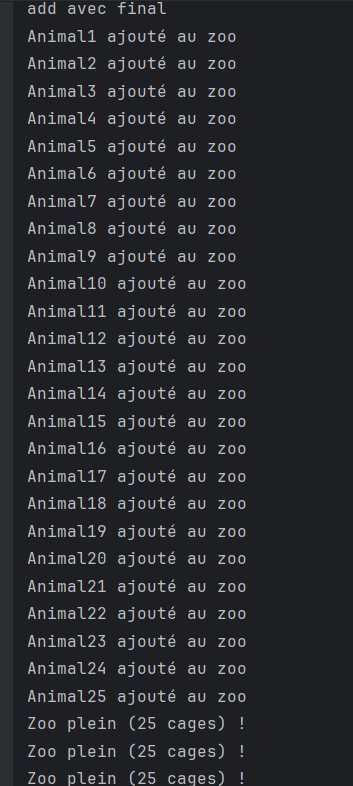 add avec final
Animal1 ajouté au zoo
Animal2 ajouté au zoo
Animal3 ajouté au zoo
Animal4 ajouté au zoo
Animal5 ajouté au zoo
Animal6 ajouté au zoo
Animal7 ajouté au zoo
Animal8 ajouté au zoo
Animal9 ajouté au zoo
Animal10 ajouté au zoo
Animal11 ajouté au zoo
Animal12 ajouté au zoo
Animal13 ajouté au zoo
Animal14 ajouté au zoo
Animal15 ajouté au zoo
Animal16 ajouté au zoo
Animal17 ajouté au zoo
Animal18 ajouté au zoo
Animal19 ajouté au zoo
Animal20 ajouté au zoo
Animal21 ajouté au zoo
Animal22 ajouté au zoo
Animal23 ajouté au zoo
Animal24 ajouté au zoo
Animal25 ajouté au zoo
Zoo plein (25 cages) !
Zoo plein (25 cages) !
Zoo plein (25 cages) !